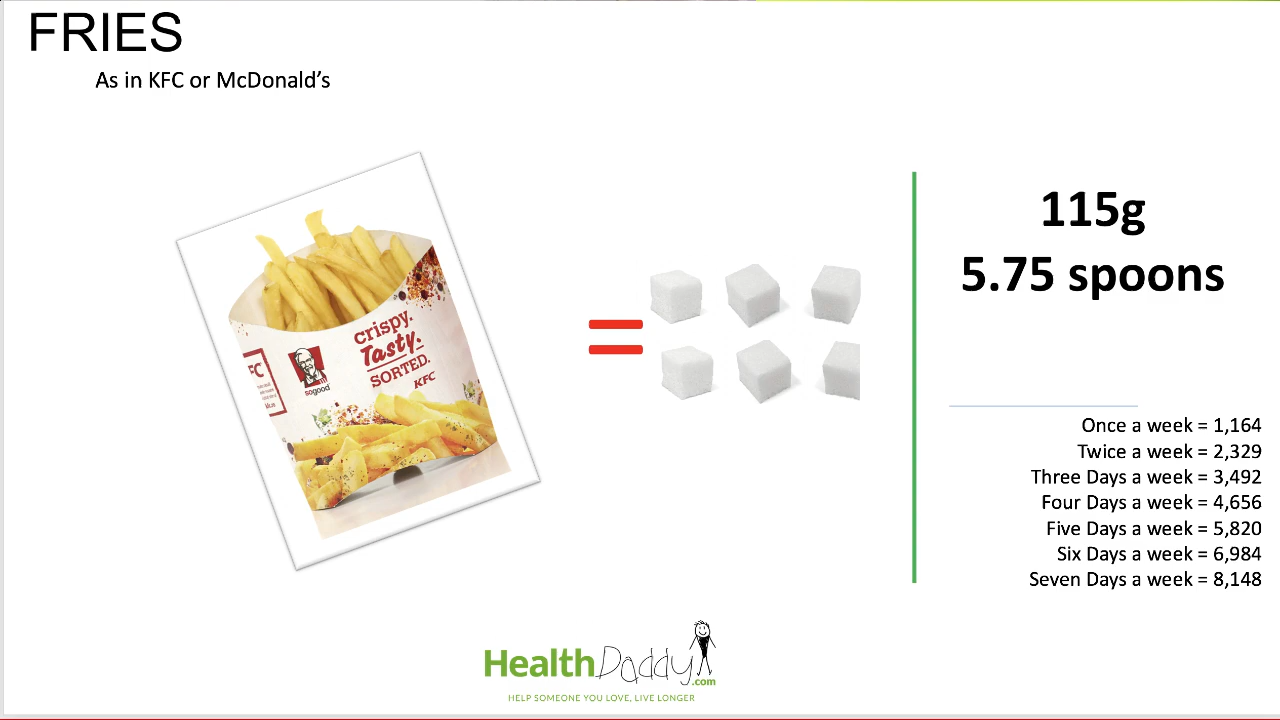 FRIES
As in KFC or McDonald's
crispy.
Tasty.
SORTED.
KFC
FC
sogood
115g
5.75 spoons
Once a week = 1,164
Twice a week = 2,329
Three Days a week = 3,492
Four Days a week = 4,656
Five Days a week = 5,820
Six Days a week = 6,984
Seven Days a week = 8,148
HealthDaddy
.com
HELP SOMEONE YOU LOVE, LIVE LONGER